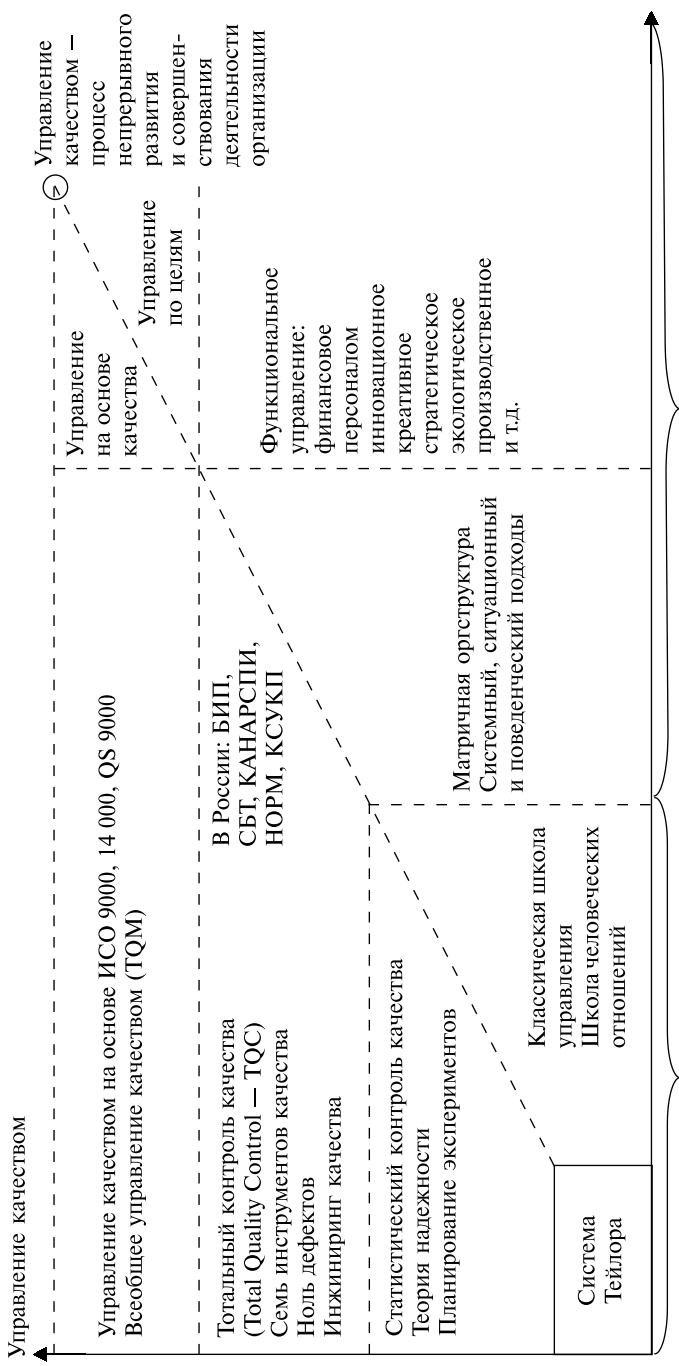 Управление качеством
Управление качеством на основе ИСО 9000, 14 000, QS 9000
Всеобщее управление качеством (TQM)
Управление
на основе
качества
Управление
по целям
Управление
качеством –
процесс
непрерывного
развития
и совершен-
ствования
деятельности
организации
Тотальный контроль качества
(Total Quality Control — TQC)
Семь инструментов качества
Ноль дефектов
Инжиниринг качества
В России: БИП,
СБТ, КАНАРСПИ,
НОРМ, КСУКП
Функциональное
управление:
финансовое
персоналом
инновационное
креативное
стратегическое
экологическое
производственное
и т.д.
Статистический контроль качества
Теория надежности
Планирование экспериментов
Матричная оргструктура
Системный, ситуационный
и поведенческий подходы
Классическая школа
управления
Школа человеческих
отношений
Система
Тейлора